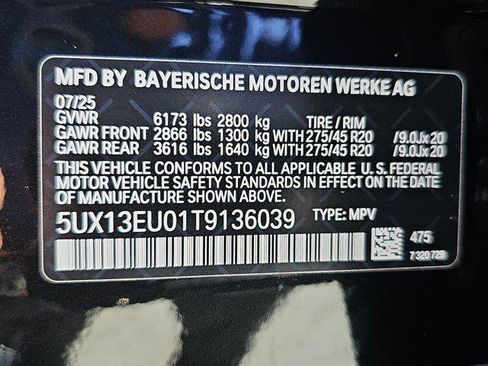 MFD BY BAYERISCHE MOTOREN WERKE AG
07/25
GVWR 6173 lbs 2800 kg TIRE / RIM
GAWR FRONT 2866 lbs 1300 kg WITH 275/45 R20 /9.0Jx20
GAWR REAR 3616 lbs 1640 kg WITH 275/45 R20 /9.0Jx20
THIS VEHICLE CONFORMS TO ALL APPLICABLE U. S. FEDERAL
MOTOR VEHICLE SAFETY STANDARDS IN EFFECT ON THE DATE
OF MANUFACTURE SHOWN ABOVE.
5UX13EU01T9136039 TYPE: MPV
475
7 320 729